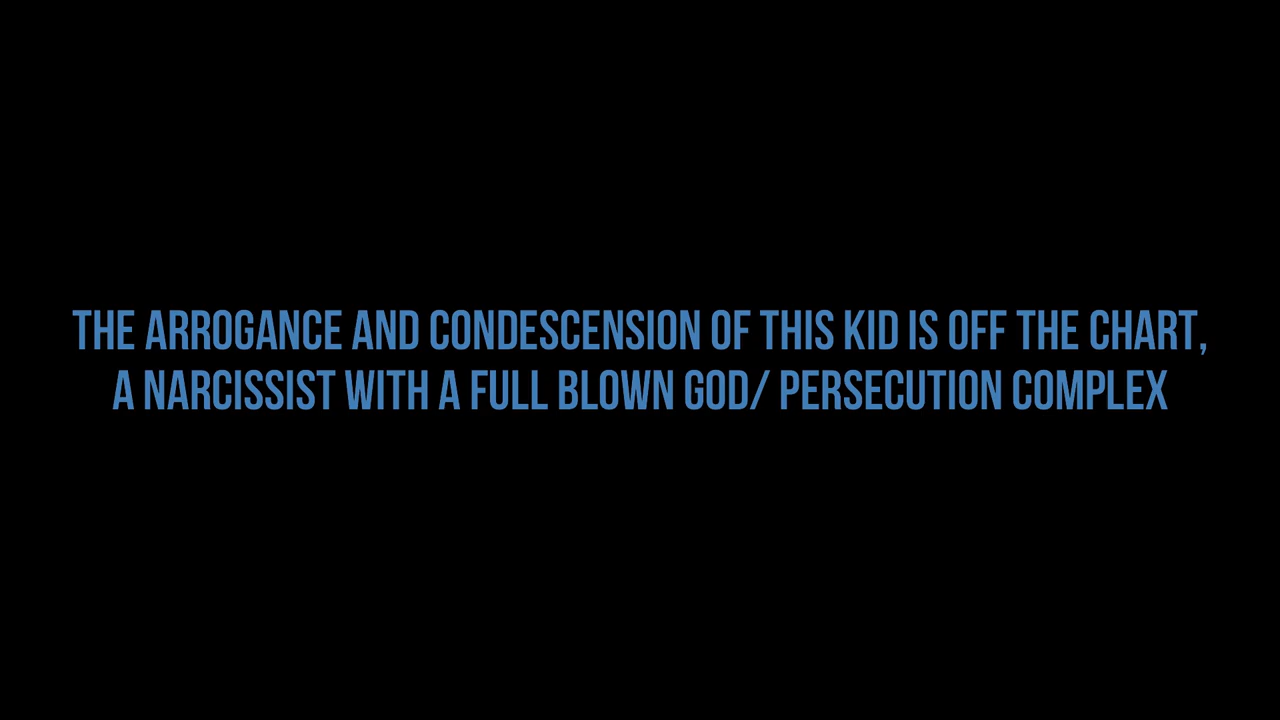 THE ARROGANCE AND CONDESCENSION OF THIS KID IS OFF THE CHART,
A NARCISSIST WITH A FULL BLOWN GOD/ PERSECUTION COMPLEX